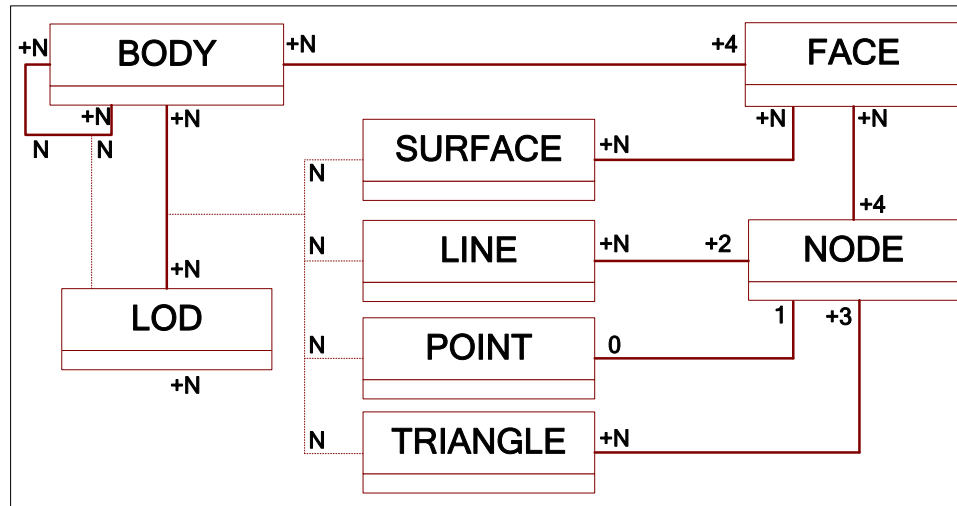 +N BODY +N +4 FACE
+N +N +N +N
N N
SURFACE +N
N
+4
N LINE +N +2 NODE
+N
LOD
1 +3
N POINT 0
+N
N TRIANGLE +N